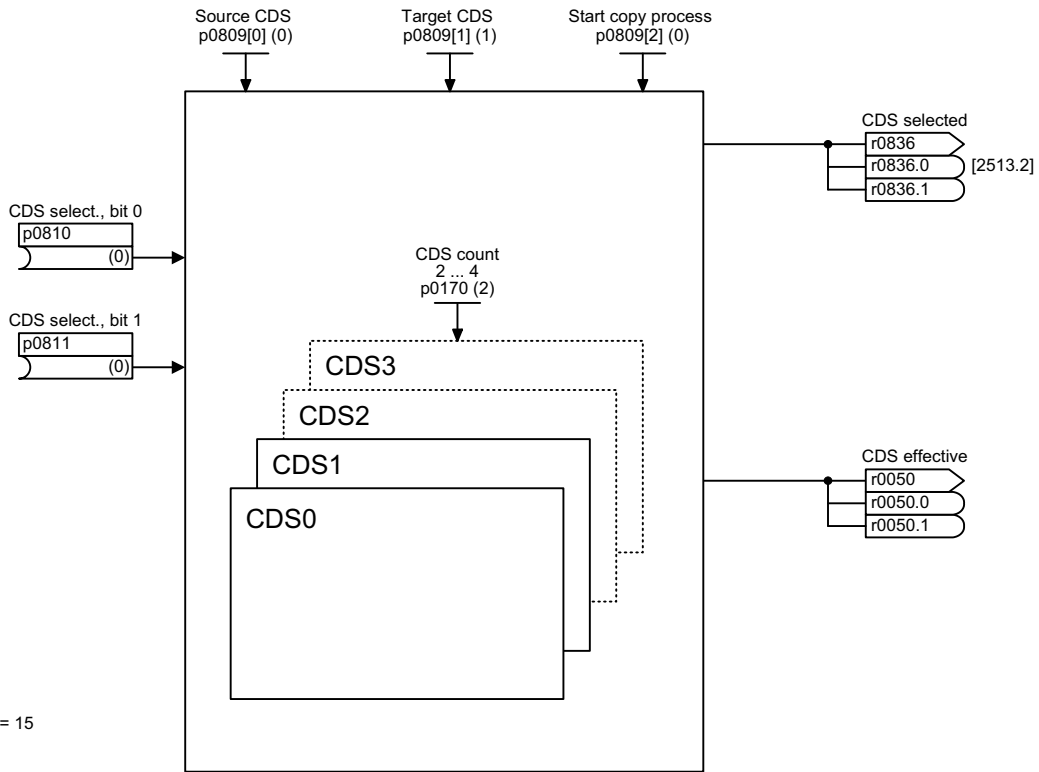 Source CDS
p0809[0] (0)
Target CDS
p0809[1] (1)
Start copy process
p0809[2] (0)
CDS selected
r0836
r0836.0
[2513.2]
r0836.1
CDS select., bit 0
p0810
(0)
CDS count
2 ... 4
p0170 (2)
CDS select., bit 1
p0811
(0)
CDS3
CDS2
CDS1
CDS0
CDS effective
r0050
r0050.0
r0050.1
= 15